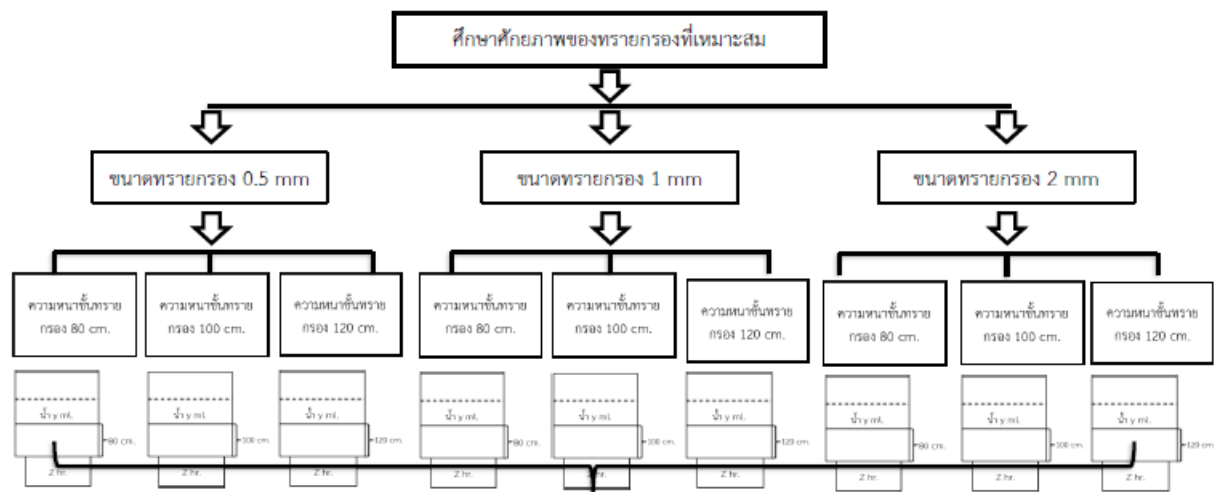 ศึกษาศักยภาพของทรายกรองที่เหมาะสม
ขนาดทรายกรอง 0.5 mm
ขนาดทรายกรอง 1 mm
ขนาดทรายกรอง 2 mm
ความหนาชั้นทราย
กรอง 80 cm.
ความหนาชั้นทราย
กรอง 100 cm.
ความหนาชั้นทราย
กรอง 120 cm.
ความหนาชั้นทราย
กรอง 80 cm.
ความหนาชั้นทราย
กรอง 100 cm.
ความหนาชั้นทราย
กรอง 120 cm.
ความหนาชั้นทราย
กรอง 80 cm.
ความหนาชั้นทราย
กรอง 100 cm.
ความหนาชั้นทราย
กรอง 120 cm.
น้ำ y ml.
80 cm.
Z hr.
น้ำ y ml.
100 cm.
Z hr.
น้ำ y ml.
120 cm.
Z hr.
น้ำ y ml.
80 cm.
Z hr.
น้ำ y ml.
100 cm.
Z hr.
น้ำ y ml.
120 cm.
Z hr.
น้ำ y ml.
80 cm.
Z hr.
น้ำ y ml.
100 cm.
Z hr.
น้ำ y ml.
120 cm.
Z hr.